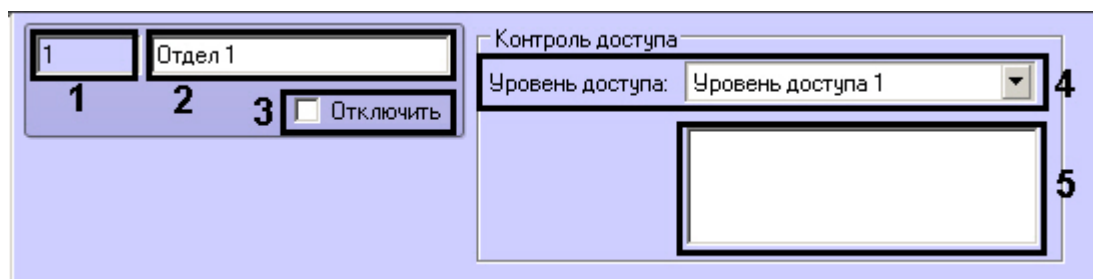 Контроль доступа
1
Отдел 1
Уровень доступа:
Уровень доступа 1
4
1
2
3
Отключить
5